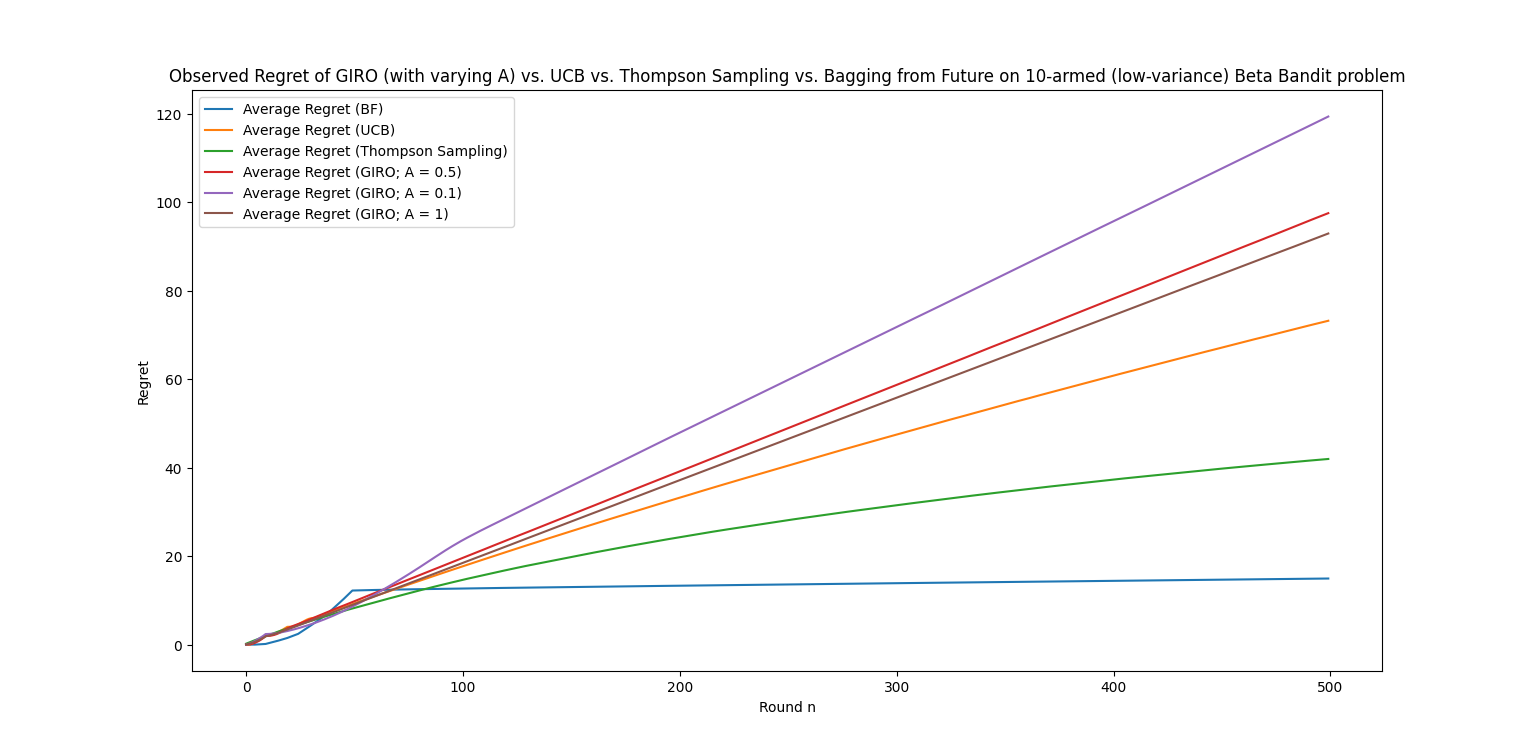 Observed Regret of GIRO (with varying A) vs. UCB vs. Thompson Sampling vs. Bagging from Future on 10-armed (low-variance) Beta Bandit problem
Average Regret (BF)
Average Regret (UCB)
Average Regret (Thompson Sampling)
Average Regret (GIRO; A = 0.5)
Average Regret (GIRO; A = 0.1)
Average Regret (GIRO; A = 1)
120
100
80
60
40
20
0
Regret
0 100 200 300 400 500
Round n